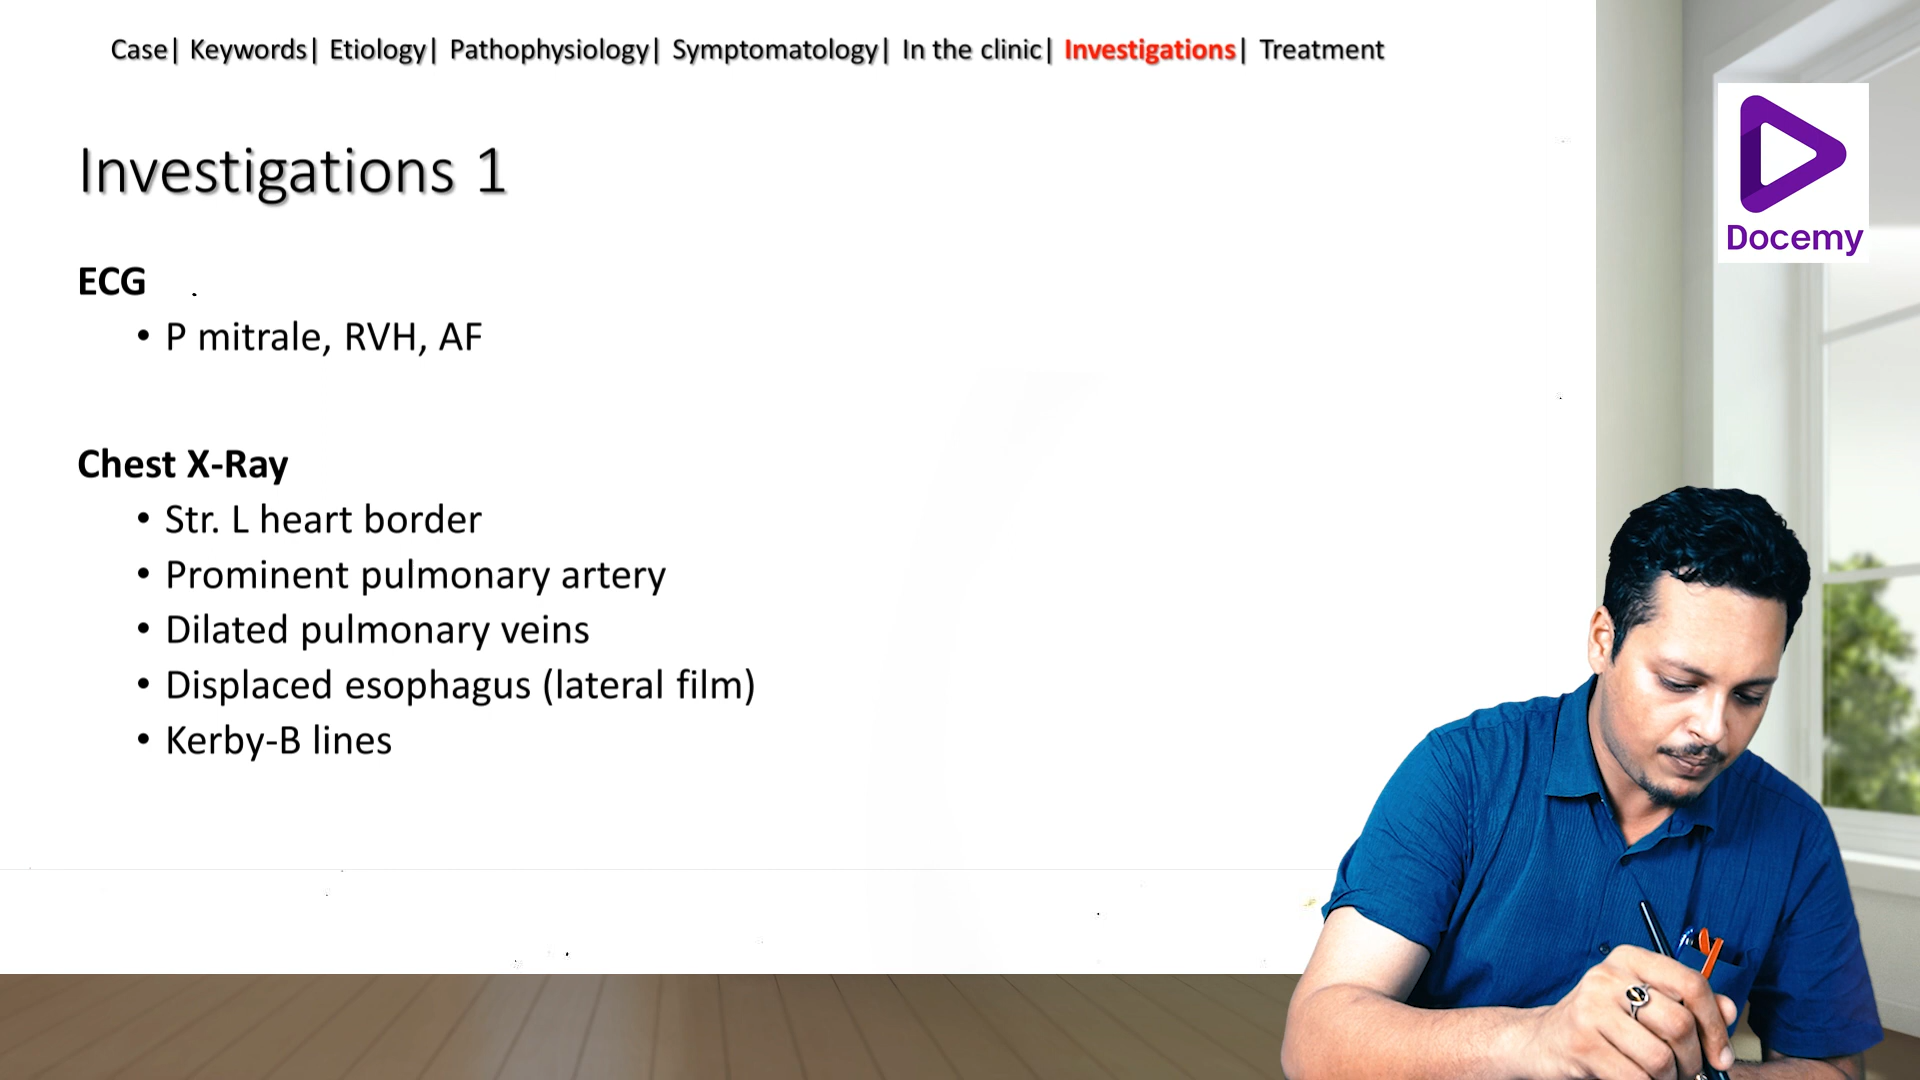 Case| Keywords| Etiology| Pathophysiology| Symptomatology| In the clinic| Investigations| Treatment
Docemy
Investigations 1
ECG
• P mitrale, RVH, AF
Chest X-Ray
• Str. L heart border
• Prominent pulmonary artery
• Dilated pulmonary veins
• Displaced esophagus (lateral film)
• Kerby-B lines